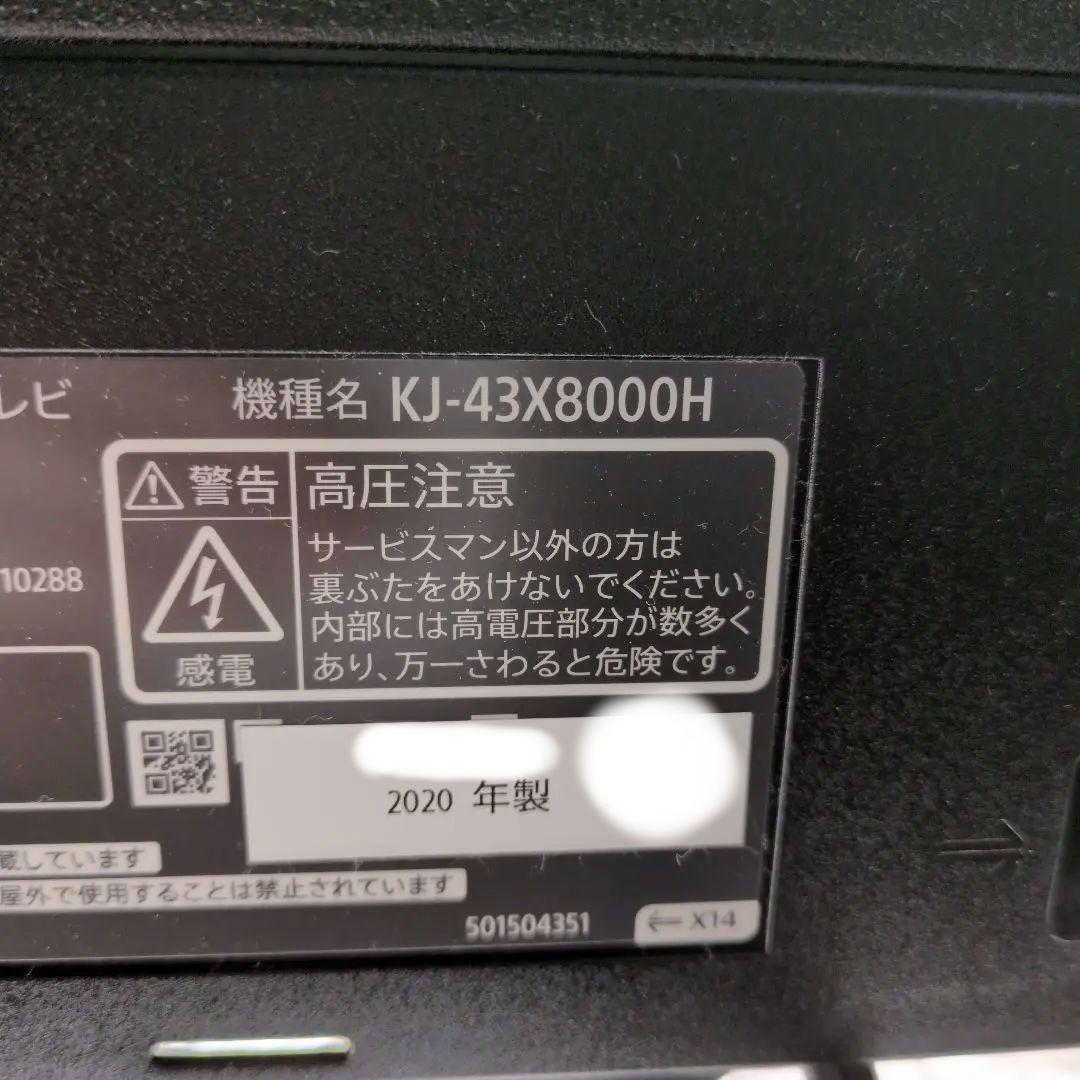 レビ 機種名 KJ-43X8000H
警告
高圧注意
サービスマン以外の方は
裏ぶたをあけないでください。
内部には高電圧部分が数多く
あり、万一さわると危険です。
感電
10288
2020 年製
蔵しています
屋外で使用することは禁止されています
501504351
⇐ X14